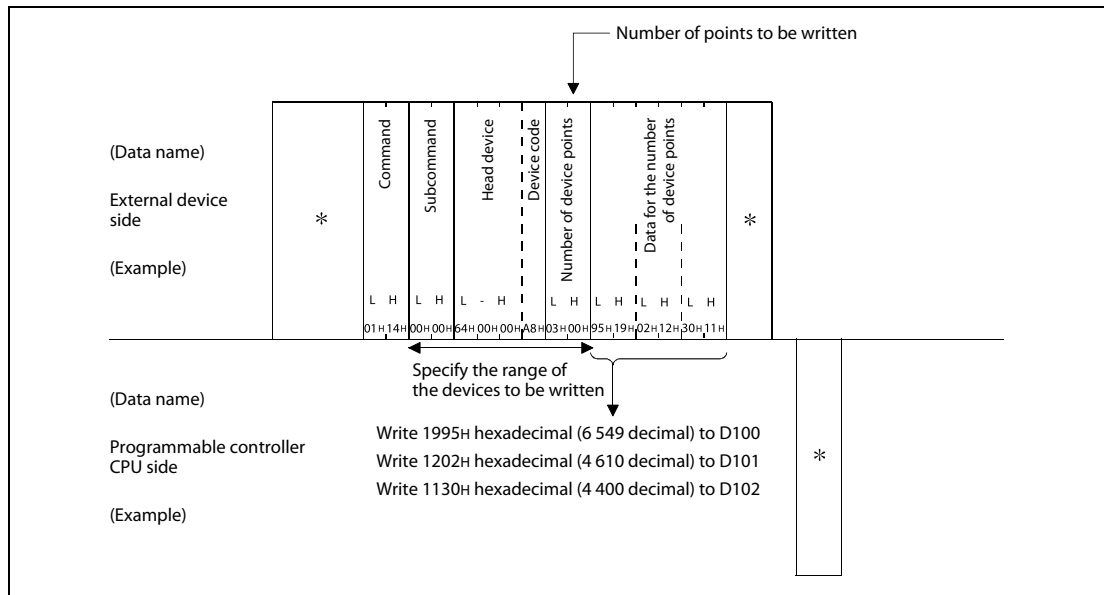 Number of points to be written
(Data name)
External device
side
(Example)
*
Command
Subcommand
Head device
Device code
Number of device points
Data for the number
of device points
*
L H L H L - H L H L H L H L H
01H 14H 00H 00H 64H 00H 00H A8H 03H 00H 95H 19H 02H 12H 30H 11H
Specify the range of
the devices to be written
(Data name)
Programmable controller
CPU side
(Example)
Write 1995H hexadecimal (6 549 decimal) to D100
Write 1202H hexadecimal (4 610 decimal) to D101
Write 1130H hexadecimal (4 400 decimal) to D102
*